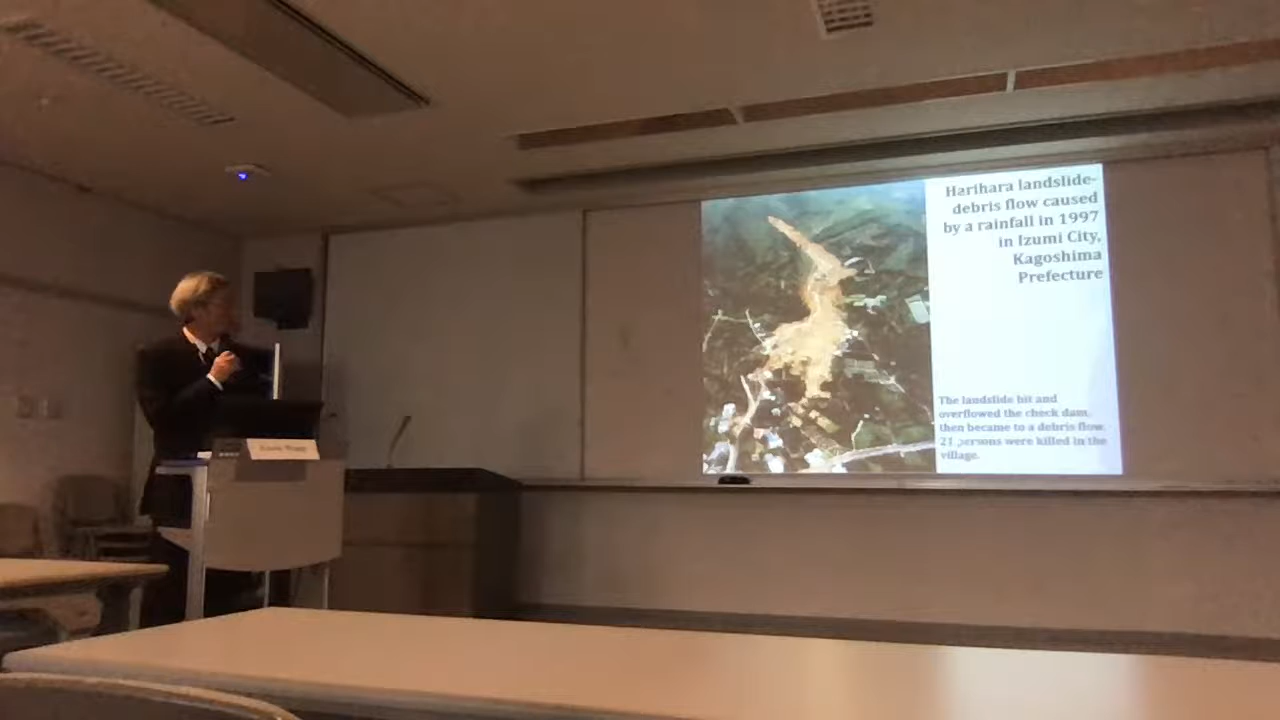 Harihara landslide-
debris flow caused
by a rainfall in 1997
in Izumi City,
Kagoshima
Prefecture
The landslide hit and
overflowed the check dam,
then became to a debris flow.
21 persons were killed in the
village.